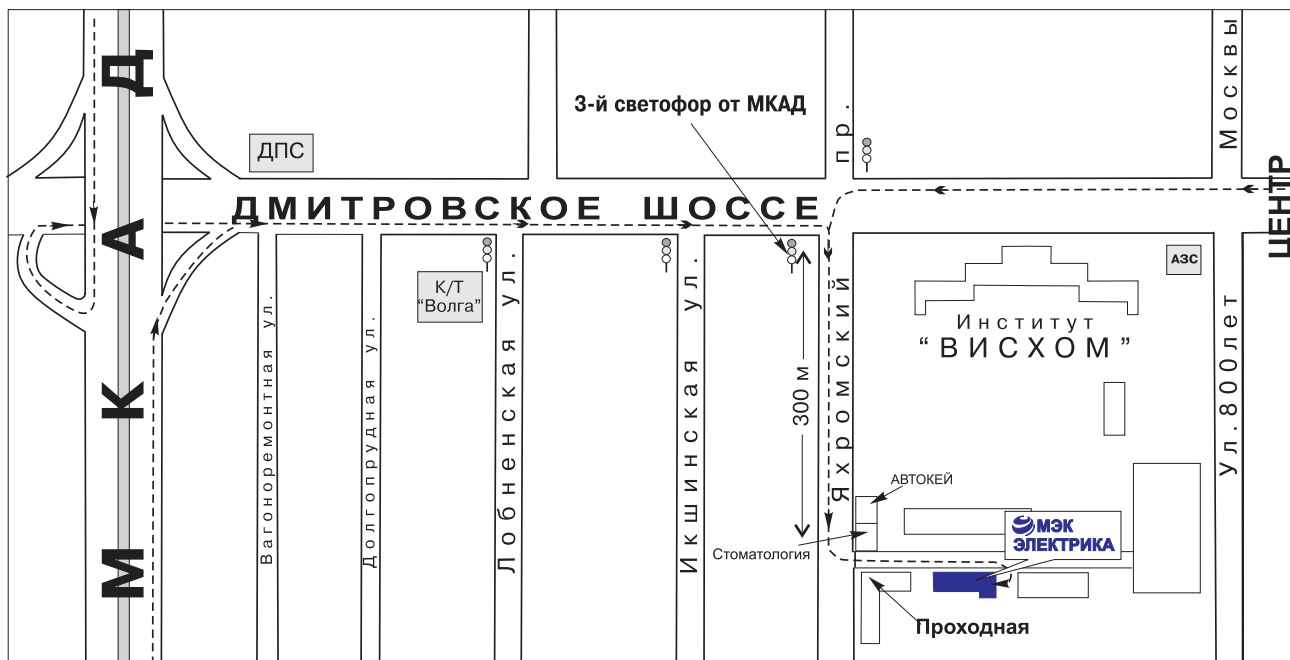 МКАД
ДПС
3-й светофор от МКАД
ДМИТРОВСКОЕ ШОССЕ
ЦЕНТР
К/Т
"Волга"
Вагоноремонтная ул.
Долгопрудная ул.
Лобненская ул.
Икшинская ул.
300 м
Яхромский пр.
АЗС
Институт
“ ВИСХОМ ”
Ул.800лет Москвы
АВТОКЕЙ
Стоматология
МЭК
ЭЛЕКТРИКА
Проходная